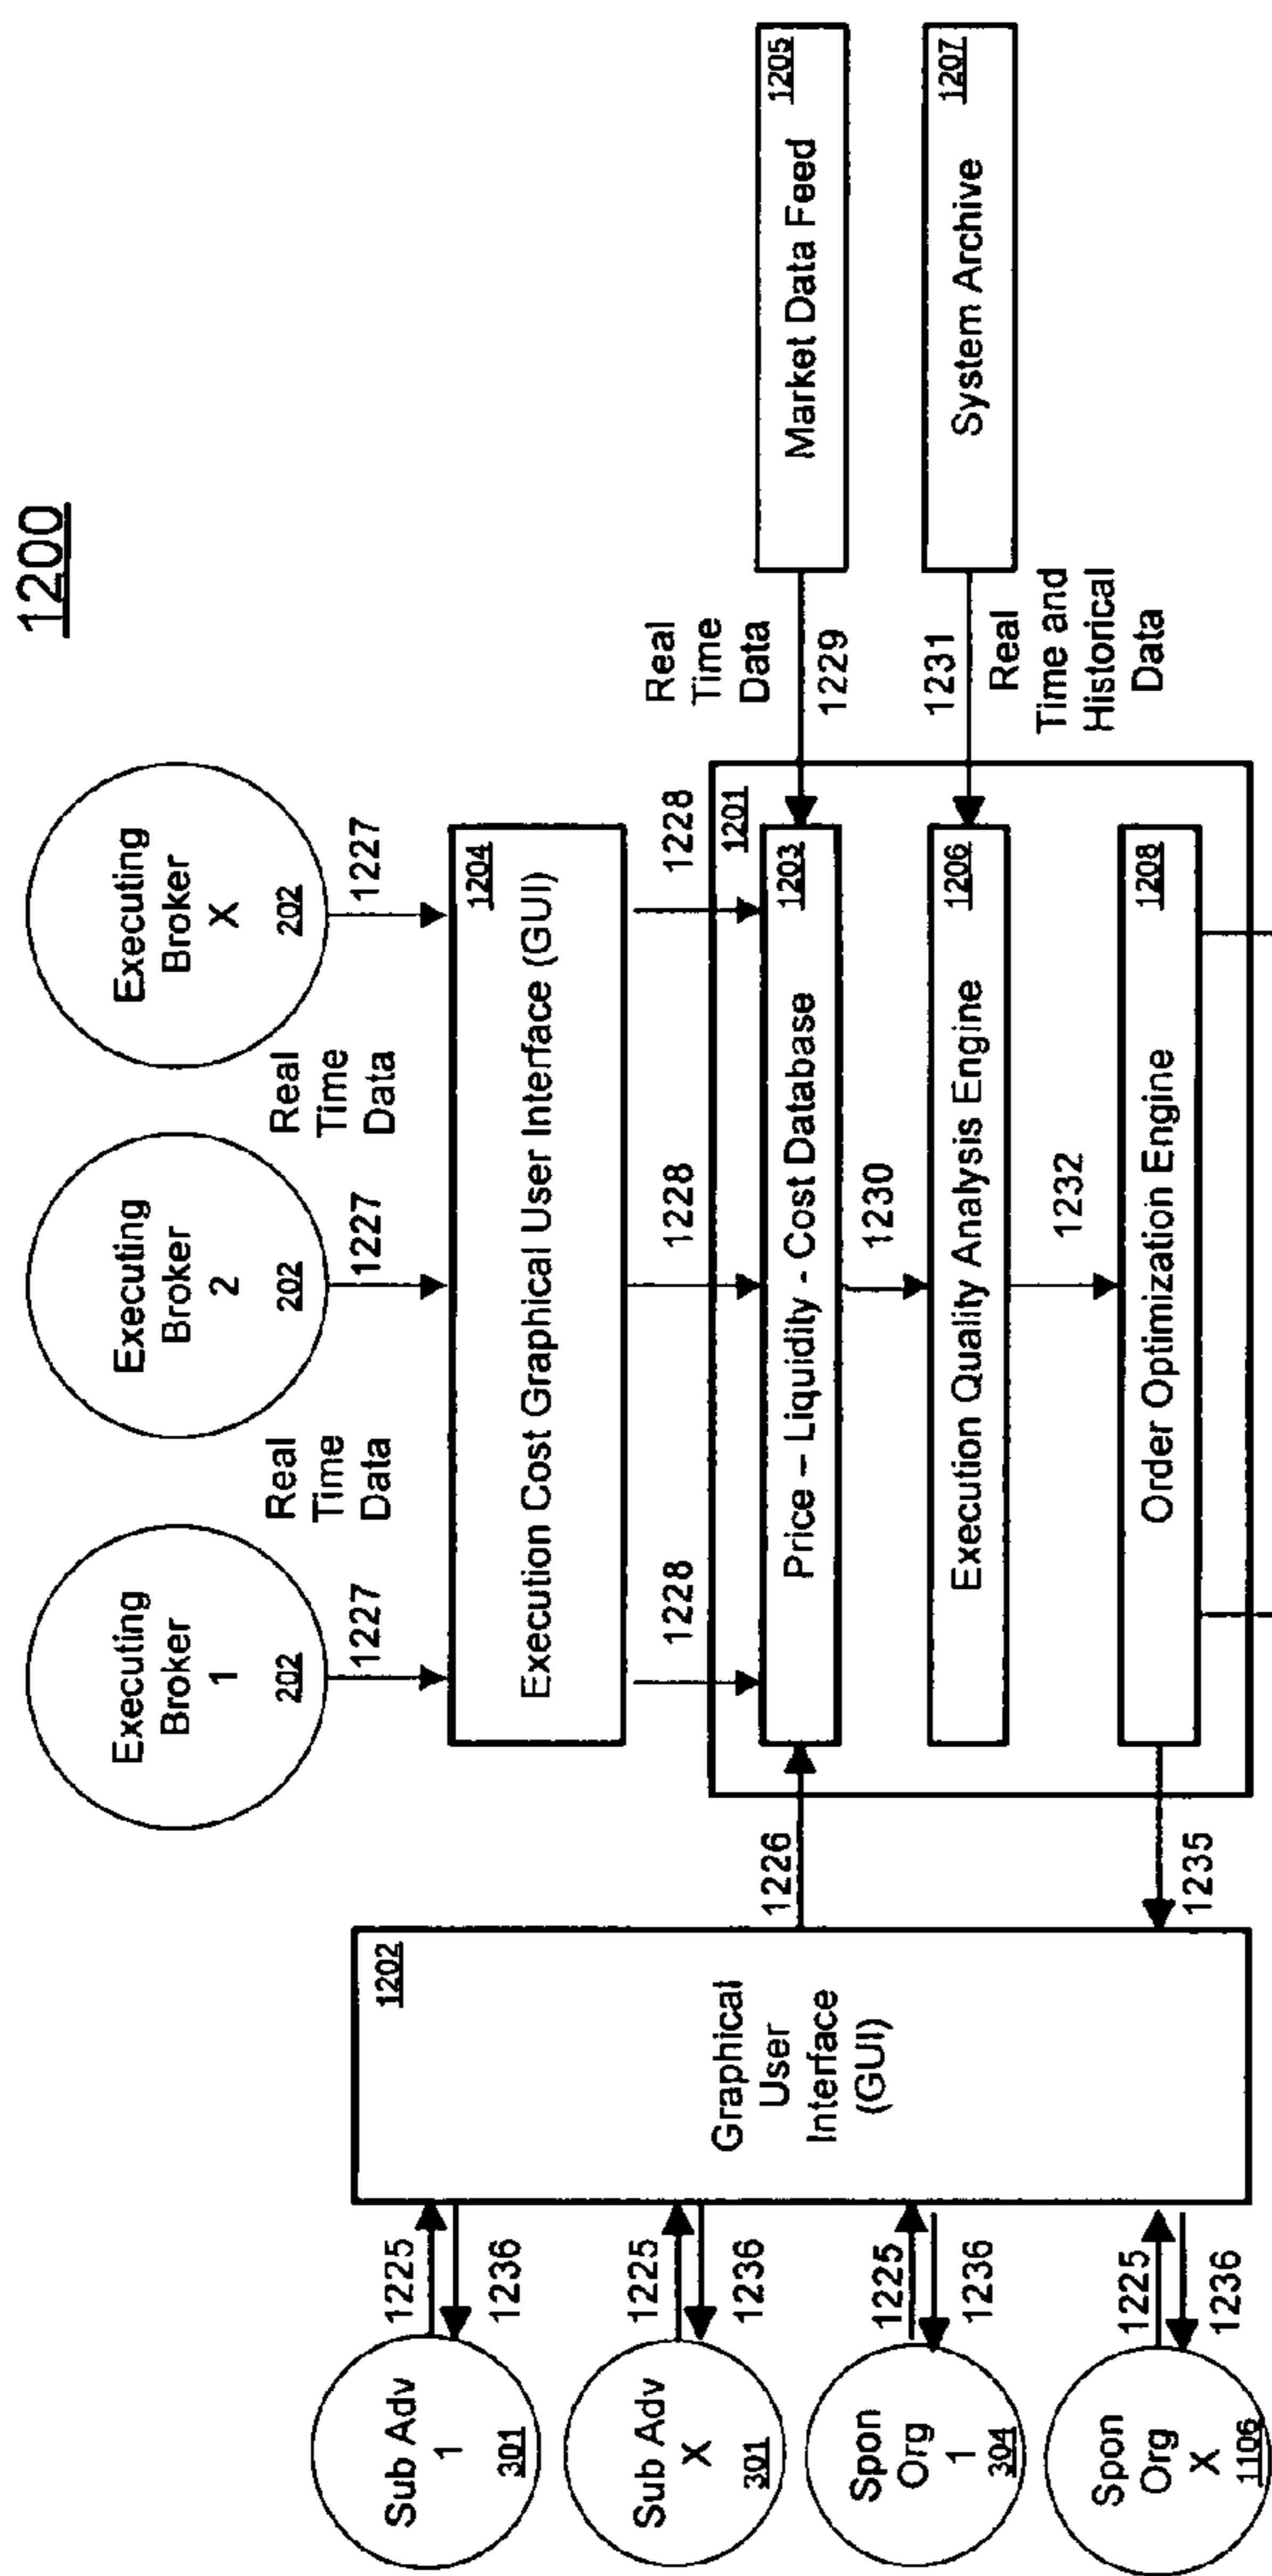 1200
Executing
Broker
1
202
Executing
Broker
2
202
Executing
Broker
X
202
1227
Real
Time
Data
1227
Real
Time
Data
1227
1204
Execution Cost Graphical User Interface (GUI)
1228
1228
1228
1201
1203
Price – Liquidity - Cost Database
1230
1206
Execution Quality Analysis Engine
1232
1208
Order Optimization Engine
Real
Time
Data
1229
1205
Market Data Feed
1231
Real
Time and
Historical
Data
1207
System Archive
1226
1235
1202
Graphical
User
Interface
(GUI)
Sub Adv
1
301
1225
1236
Sub Adv
X
301
1225
1236
Spon
Org
1
304
1225
1236
Spon
Org
X
1106
1225
1236